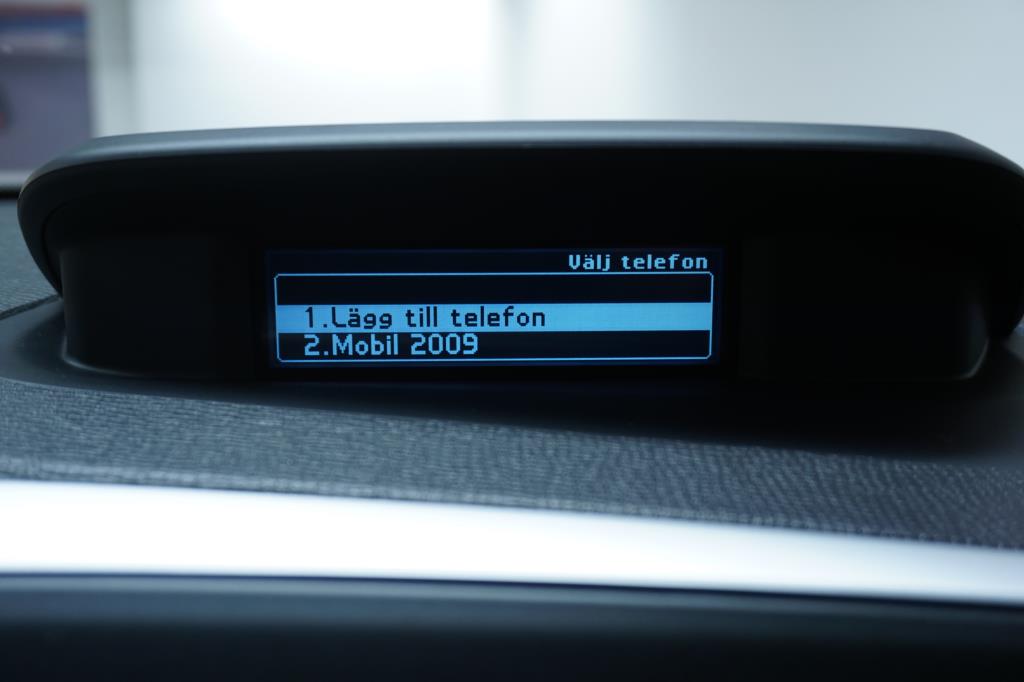 Välj telefon
1.Lägg till telefon
2.Mobil 2009